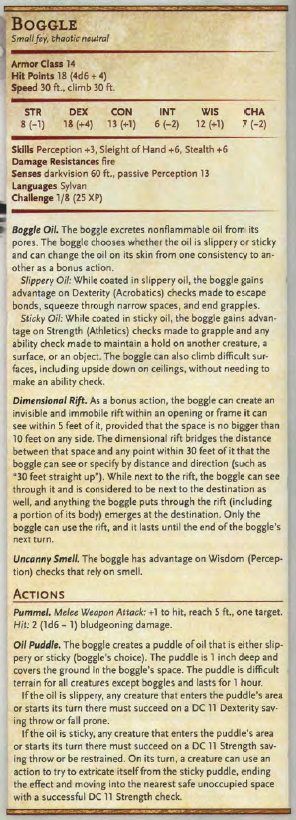 BOGGLE
Small fey, chaotic neutral
Armor Class 14
Hit Points 18 (4d6 + 4)
Speed 30 ft., climb 30 ft.
STR DEX CON INT WIS CHA
8 (–1) 18 (+4) 13 (+1) 6 (–2) 12 (+1) 7 (–2)
Skills Perception +3, Sleight of Hand +6, Stealth +6
Damage Resistances fire
Senses darkvision 60 ft., passive Perception 13
Languages Sylvan
Challenge 1/8 (25 XP)
Boggle Oil. The boggle excretes nonflammable oil from its
pores. The boggle chooses whether the oil is slippery or sticky
and can change the oil on its skin from one consistency to an-
other as a bonus action.
Slippery Oil: While coated in slippery oil, the boggle gains
advantage on Dexterity (Acrobatics) checks made to escape
bonds, squeeze through narrow spaces, and end grapples.
Sticky Oil: While coated in sticky oil, the boggle gains advan-
tage on Strength (Athletics) checks made to grapple and any
ability check made to maintain a hold on another creature, a
surface, or an object. The boggle can also climb difficult sur-
faces, including upside down on ceilings, without needing to
make an ability check.
Dimensional Rift. As a bonus action, the boggle can create an
invisible and immobile rift within an opening or frame it can
see within 5 feet of it, provided that the space is no bigger than
10 feet on any side. The dimensional rift bridges the distance
between that space and any point within 30 feet of it that the
boggle can see or specify by distance and direction (such as
"30 feet straight up"). While next to the rift, the boggle can see
through it and is considered to be next to the destination as
well, and anything the boggle puts through the rift (including
a portion of its body) emerges at the destination. Only the
boggle can use the rift, and it lasts until the end of the boggle's
next turn.
Uncanny Smell. The boggle has advantage on Wisdom (Percep-
tion) checks that rely on smell.
ACTIONS
Pummel. Melee Weapon Attack: +1 to hit, reach 5 ft., one target.
Hit: 2 (1d6 – 1) bludgeoning damage.
Oil Puddle. The boggle creates a puddle of oil that is either slip-
pery or sticky (boggle's choice). The puddle is 1 inch deep and
covers the ground in the boggle's space. The puddle is difficult
terrain for all creatures except boggles and lasts for 1 hour.
If the oil is slippery, any creature that enters the puddle's area
or starts its turn there must succeed on a DC 11 Dexterity sav-
ing throw or fall prone.
If the oil is sticky, any creature that enters the puddle's area
or starts its turn there must succeed on a DC 11 Strength sav-
ing throw or be restrained. On its turn, a creature can use an
action to try to extricate itself from the sticky puddle, ending
the effect and moving into the nearest safe unoccupied space
with a successful DC 11 Strength check.